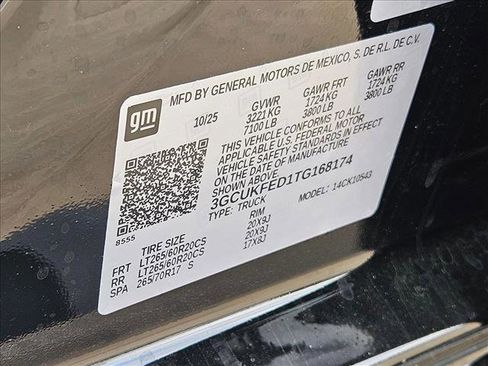 gm
MFD BY GENERAL MOTORS DE MEXICO, S. DE R.L. DE C.V.
10/25 GVWR GAWR FRT GAWR RR
3221 KG 1724 KG 1724 KG
7100 LB 3800 LB 3800 LB
THIS VEHICLE CONFORMS TO ALL
APPLICABLE U.S. FEDERAL MOTOR
VEHICLE SAFETY STANDARDS IN EFFECT
ON THE DATE OF MANUFACTURE
SHOWN ABOVE.
3GCUKFED1TG168174
TYPE: TRUCK MODEL: 14CK10543
8555
TIRE SIZE RIM
FRT LT265/60R20CS 20X9J
RR LT265/60R20CS 20X9J
SPA 265/70R17 S 17X8J